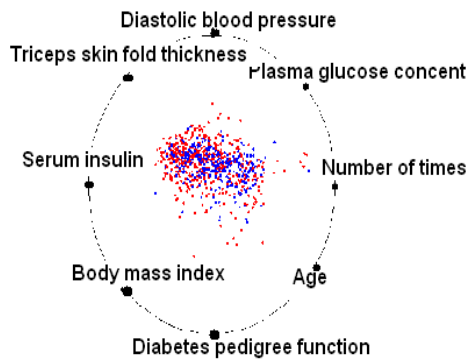 Diastolic blood pressure
Triceps skin fold thickness
Plasma glucose concent
Serum insulin
Number of times
Body mass index
Age
Diabetes pedigree function